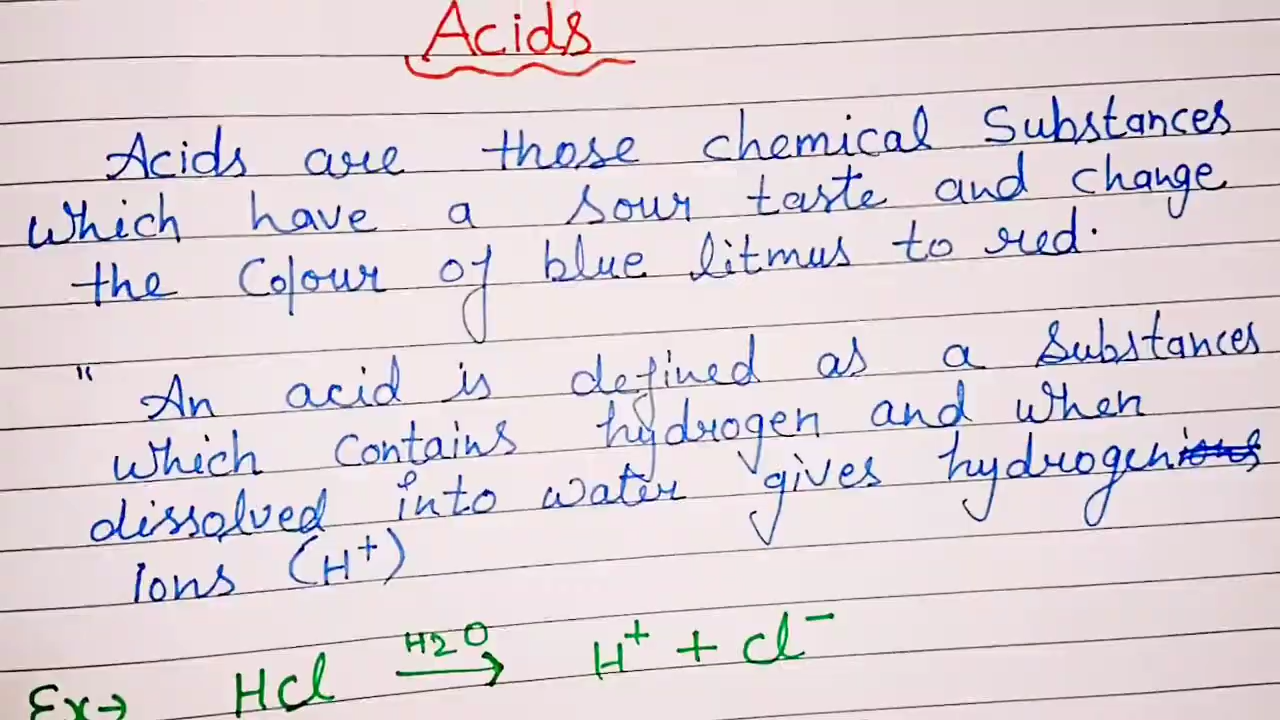 Acids
Acids are those chemical Substances
which have a sour taste and change
the Colour of blue litmus to red.
" An acid is defined as a Substances
which contains hydrogen and when
dissolved into water gives hydrogen
ions (H+)
Ex→ HCl H2O→ H+ + Cl-